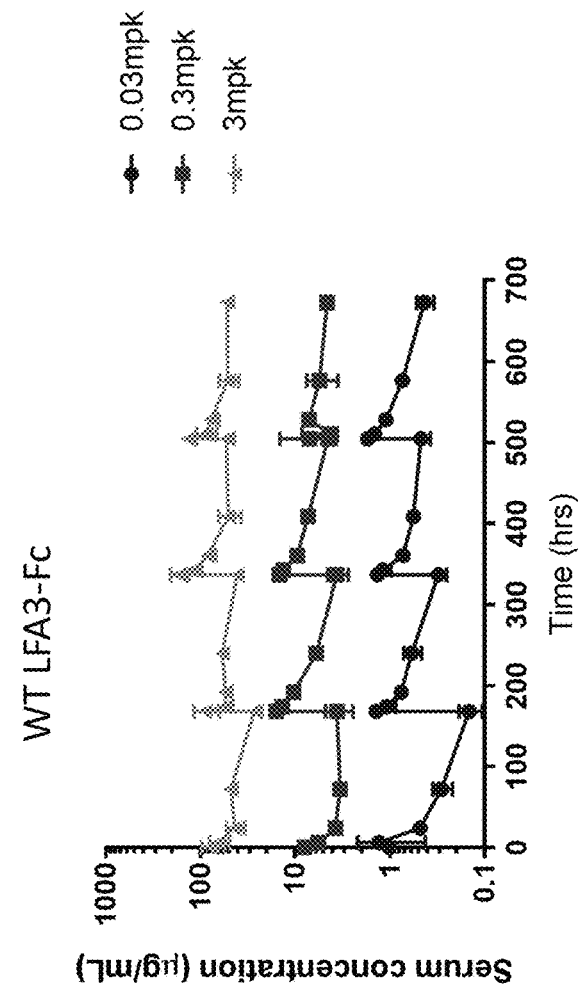 WT LFA3-Fc
0.03mpk
0.3mpk
3mpk
Serum concentration (µg/mL)
1000
100
10
1
0.1
0 100 200 300 400 500 600 700
Time (hrs)